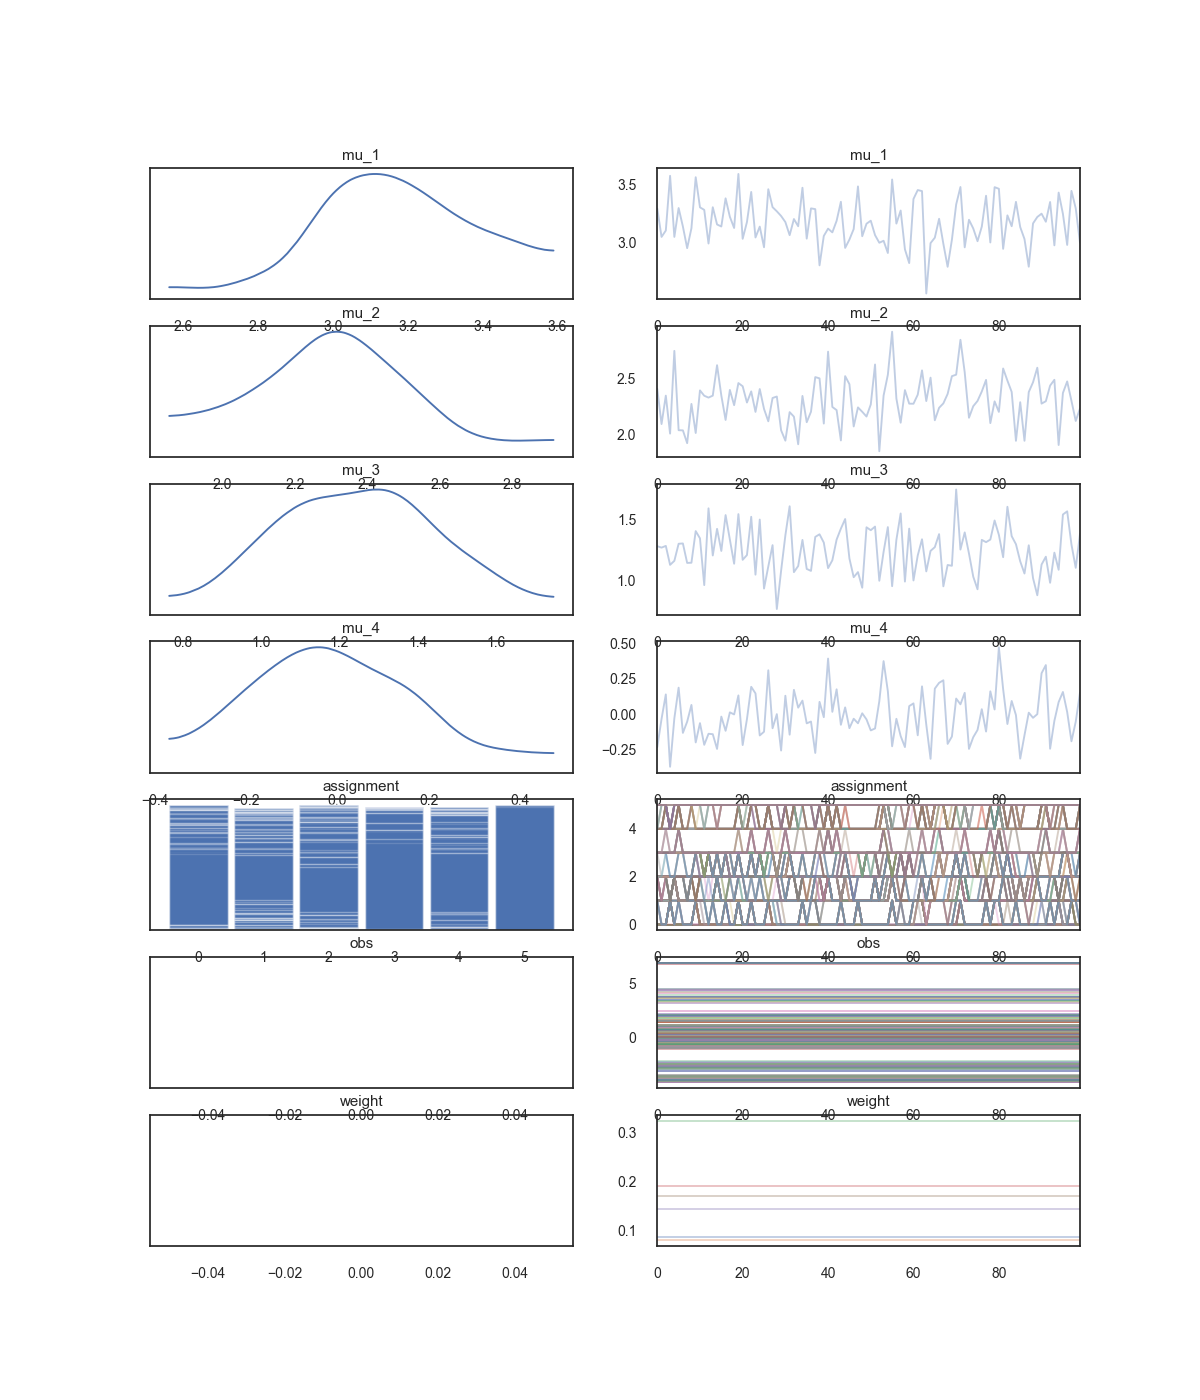 mu_1 mu_1
3.5
3.0
mu_2 mu_2
2.6 2.8 3.0 3.2 3.4 3.6 0 20 40 60 80
2.5
2.0
mu_3 mu_3
2.0 2.2 2.4 2.6 2.8 0 20 40 60 80
1.5
1.0
mu_4 mu_4
0.8 1.0 1.2 1.4 1.6 0.50 0 20 40 60 80
0.25
0.00
−0.25
assignment assignment
−0.4 −0.2 0.0 0.2 0.4 0 20 40 60 80
4
2
0
obs obs
0 1 2 3 4 5 0 20 40 60 80
5
0
weight weight
−0.04 −0.02 0.00 0.02 0.04 0 20 40 60 80
0.3
0.2
0.1
−0.04 −0.02 0.00 0.02 0.04 0 20 40 60 80